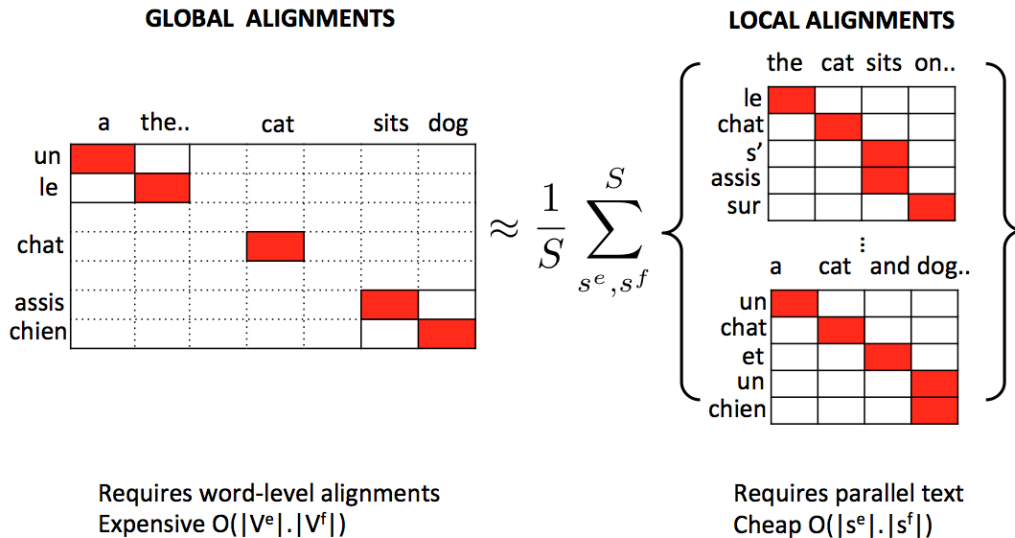 GLOBAL ALIGNMENTS
a the.. cat sits dog
un
le
chat
assis
chien
≈ 1/S ∑ S s^e, s^f
LOCAL ALIGNMENTS
the cat sits on..
le
chat
s'
assis
sur
⋮
a cat and dog..
un
chat
et
un
chien
Requires word-level alignments
Expensive O(|V^e|.|V^f|)
Requires parallel text
Cheap O(|s^e|.|s^f|)